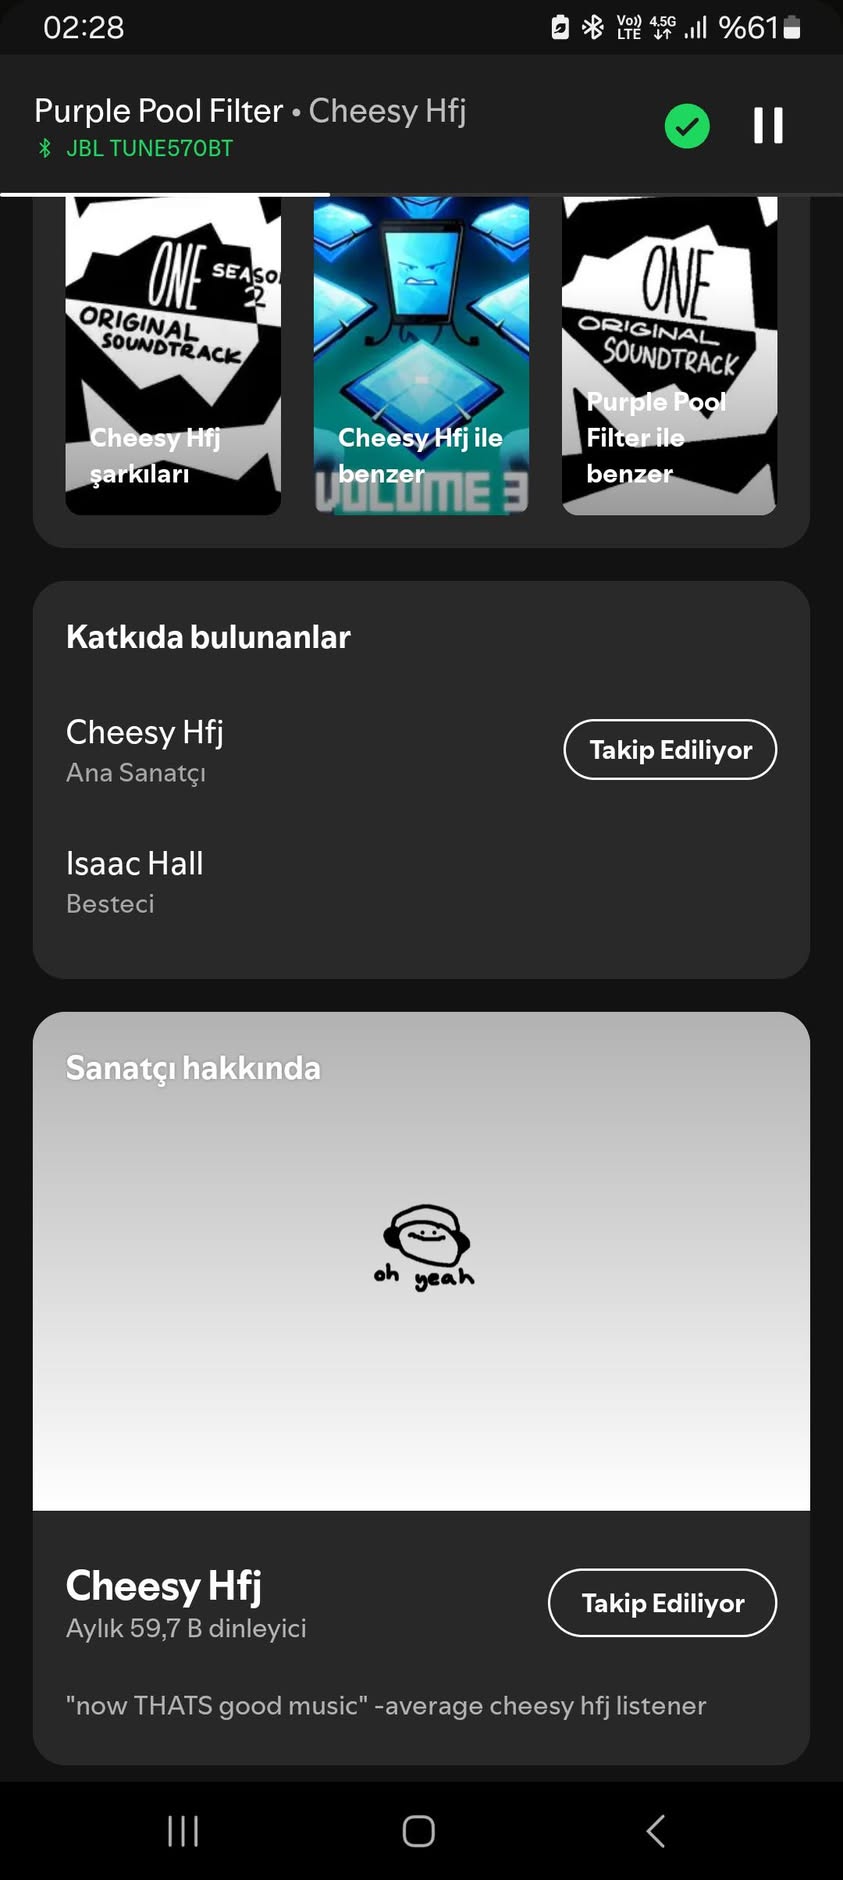 02:28
Vo)) LTE 4.5G %61
Purple Pool Filter • Cheesy Hfj
JBL TUNE570BT
ONE SEASO
2
ORIGINAL
SOUNDTRACK
Cheesy Hfj
şarkıları
Cheesy Hfj ile
benzer
VOLUME 3
ONE
ORIGINAL
SOUNDTRACK
Purple Pool
Filter ile
benzer
Katkıda bulunanlar
Cheesy Hfj
Ana Sanatçı
Takip Ediliyor
Isaac Hall
Besteci
Sanatçı hakkında
oh yeah
Cheesy Hfj
Aylık 59,7 B dinleyici
Takip Ediliyor
"now THATS good music" -average cheesy hfj listener